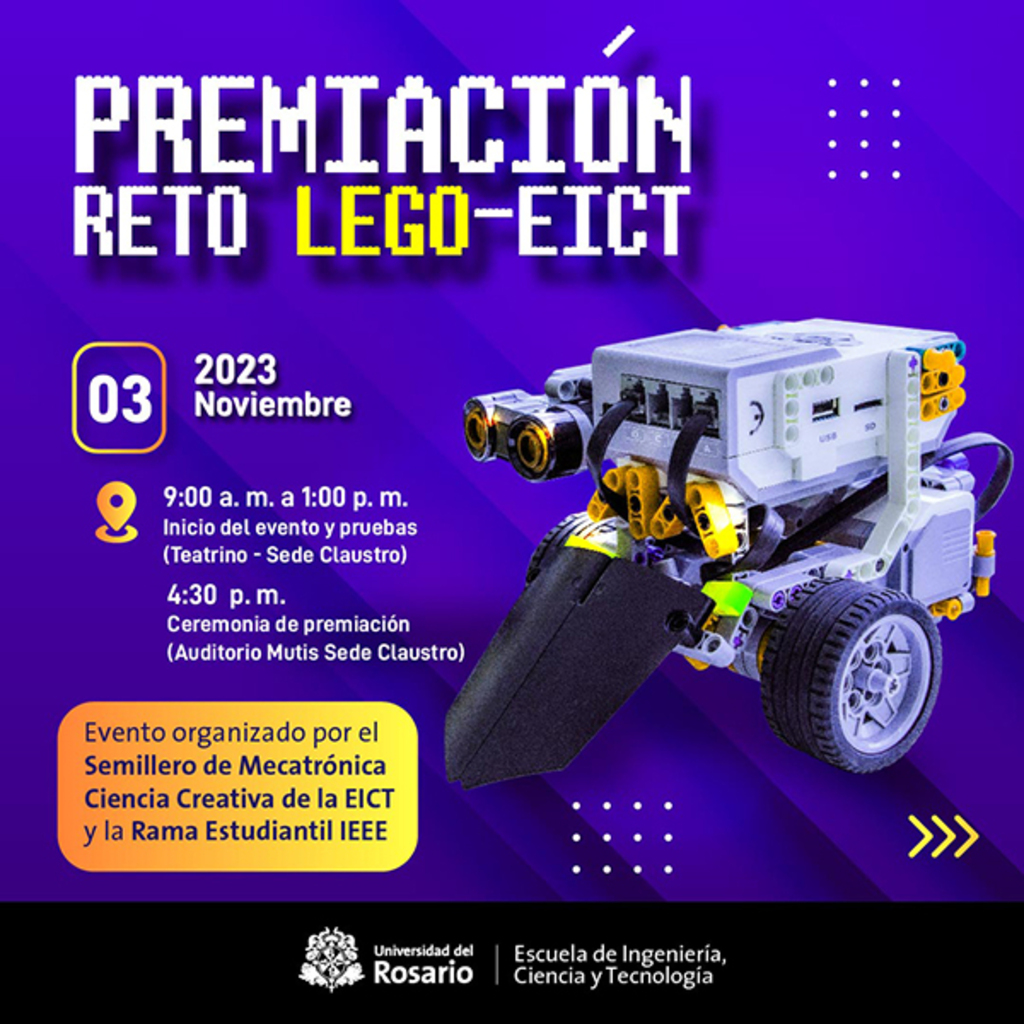 PREMIACIÓN
RETO LEGO-EICT
03
2023
Noviembre
9:00 a. m. a 1:00 p. m.
Inicio del evento y pruebas
(Teatrino - Sede Claustro)
4:30 p. m.
Ceremonia de premiación
(Auditorio Mutis Sede Claustro)
USB
SD
Evento organizado por el
Semillero de Mecatrónica
Ciencia Creativa de la EICT
y la Rama Estudiantil IEEE
Universidad del
Rosario
Escuela de Ingeniería,
Ciencia y Tecnología